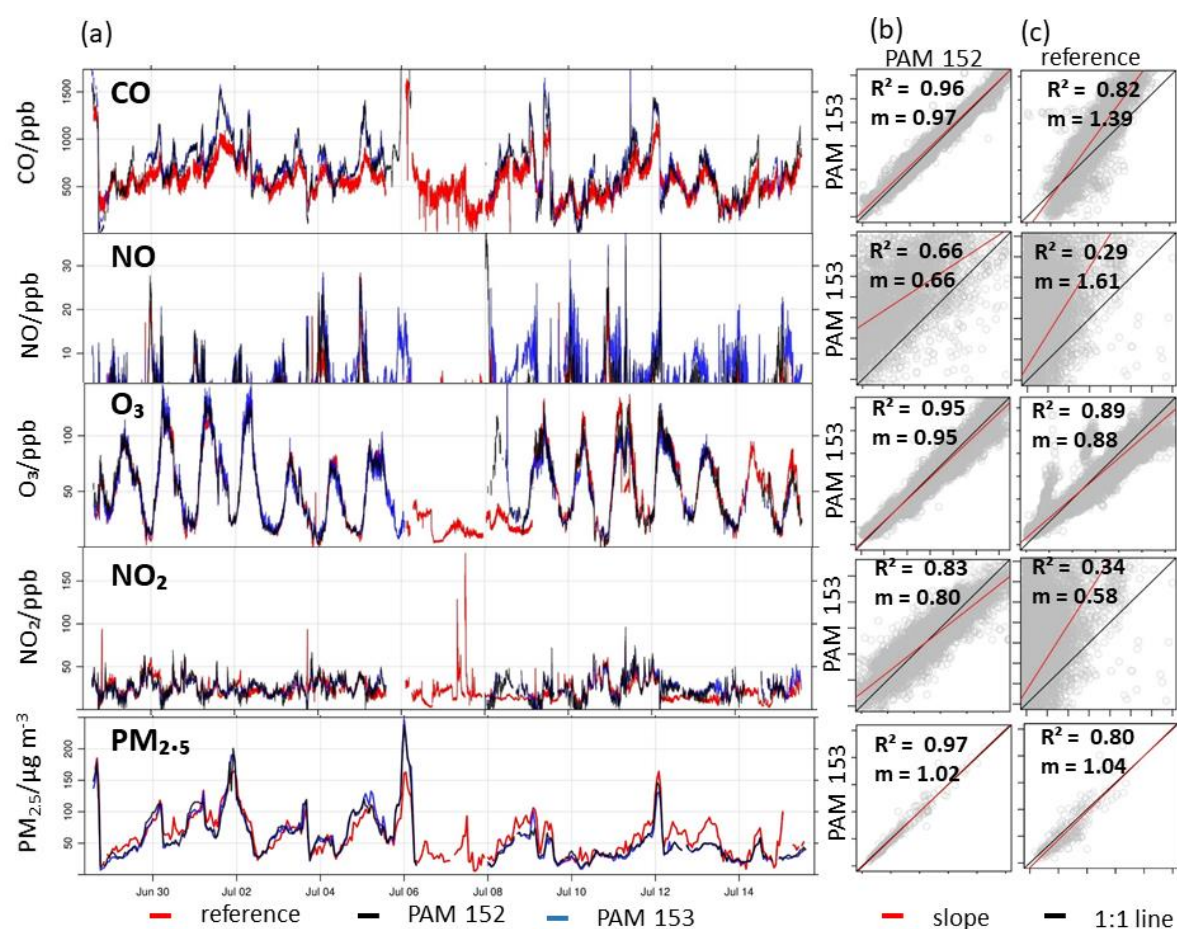 (a)
(b)
(c)
PAM 152
reference
CO/ppb
1500
1000
500
CO
PAM 153
R² = 0.96
m = 0.97
PAM 153
R² = 0.82
m = 1.39
NO/ppb
30
20
10
NO
PAM 153
R² = 0.66
m = 0.66
PAM 153
R² = 0.29
m = 1.61
O₃/ppb
100
50
O₃
PAM 153
R² = 0.95
m = 0.95
PAM 153
R² = 0.89
m = 0.88
NO₂/ppb
150
100
50
NO₂
PAM 153
R² = 0.83
m = 0.80
R² = 0.34
m = 0.58
PM₂.₅/µg m⁻³
200
150
100
50
PM₂.₅
PAM 153
R² = 0.97
m = 1.02
R² = 0.80
m = 1.04
Jun 30
Jul 02
Jul 04
Jul 06
Jul 08
Jul 10
Jul 12
Jul 14
reference
PAM 152
PAM 153
slope
1:1 line